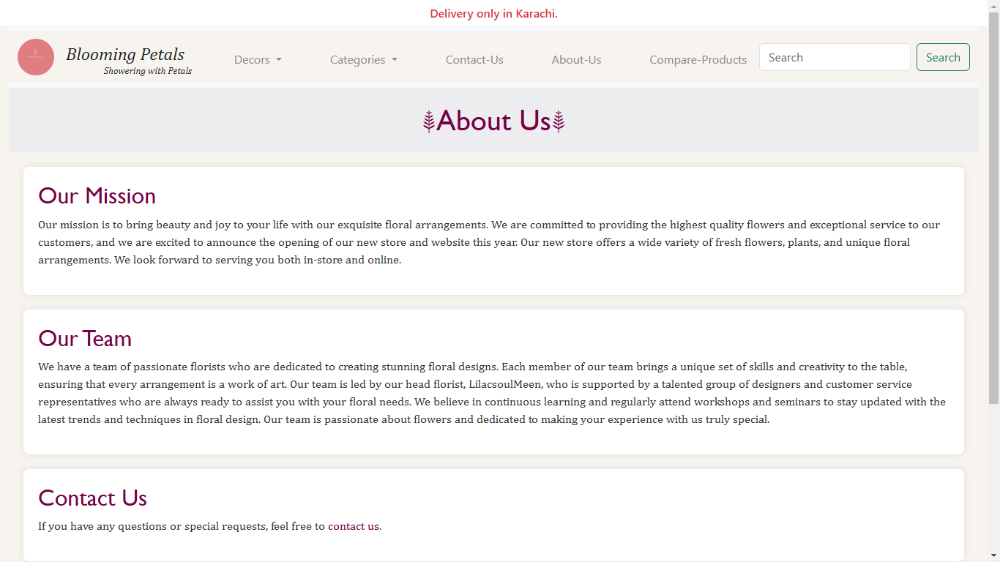 Delivery only in Karachi.
Blooming Petals
Showering with Petals
Decors
Categories
Contact-Us
About-Us
Compare-Products
Search
Search
About Us
Our Mission
Our mission is to bring beauty and joy to your life with our exquisite floral arrangements. We are committed to providing the highest quality flowers and exceptional service to our
customers, and we are excited to announce the opening of our new store and website this year. Our new store offers a wide variety of fresh flowers, plants, and unique floral
arrangements. We look forward to serving you both in-store and online.
Our Team
We have a team of passionate florists who are dedicated to creating stunning floral designs. Each member of our team brings a unique set of skills and creativity to the table,
ensuring that every arrangement is a work of art. Our team is led by our head florist, LilacsoulMeen, who is supported by a talented group of designers and customer service
representatives who are always ready to assist you with your floral needs. We believe in continuous learning and regularly attend workshops and seminars to stay updated with the
latest trends and techniques in floral design. Our team is passionate about flowers and dedicated to making your experience with us truly special.
Contact Us
If you have any questions or special requests, feel free to contact us.